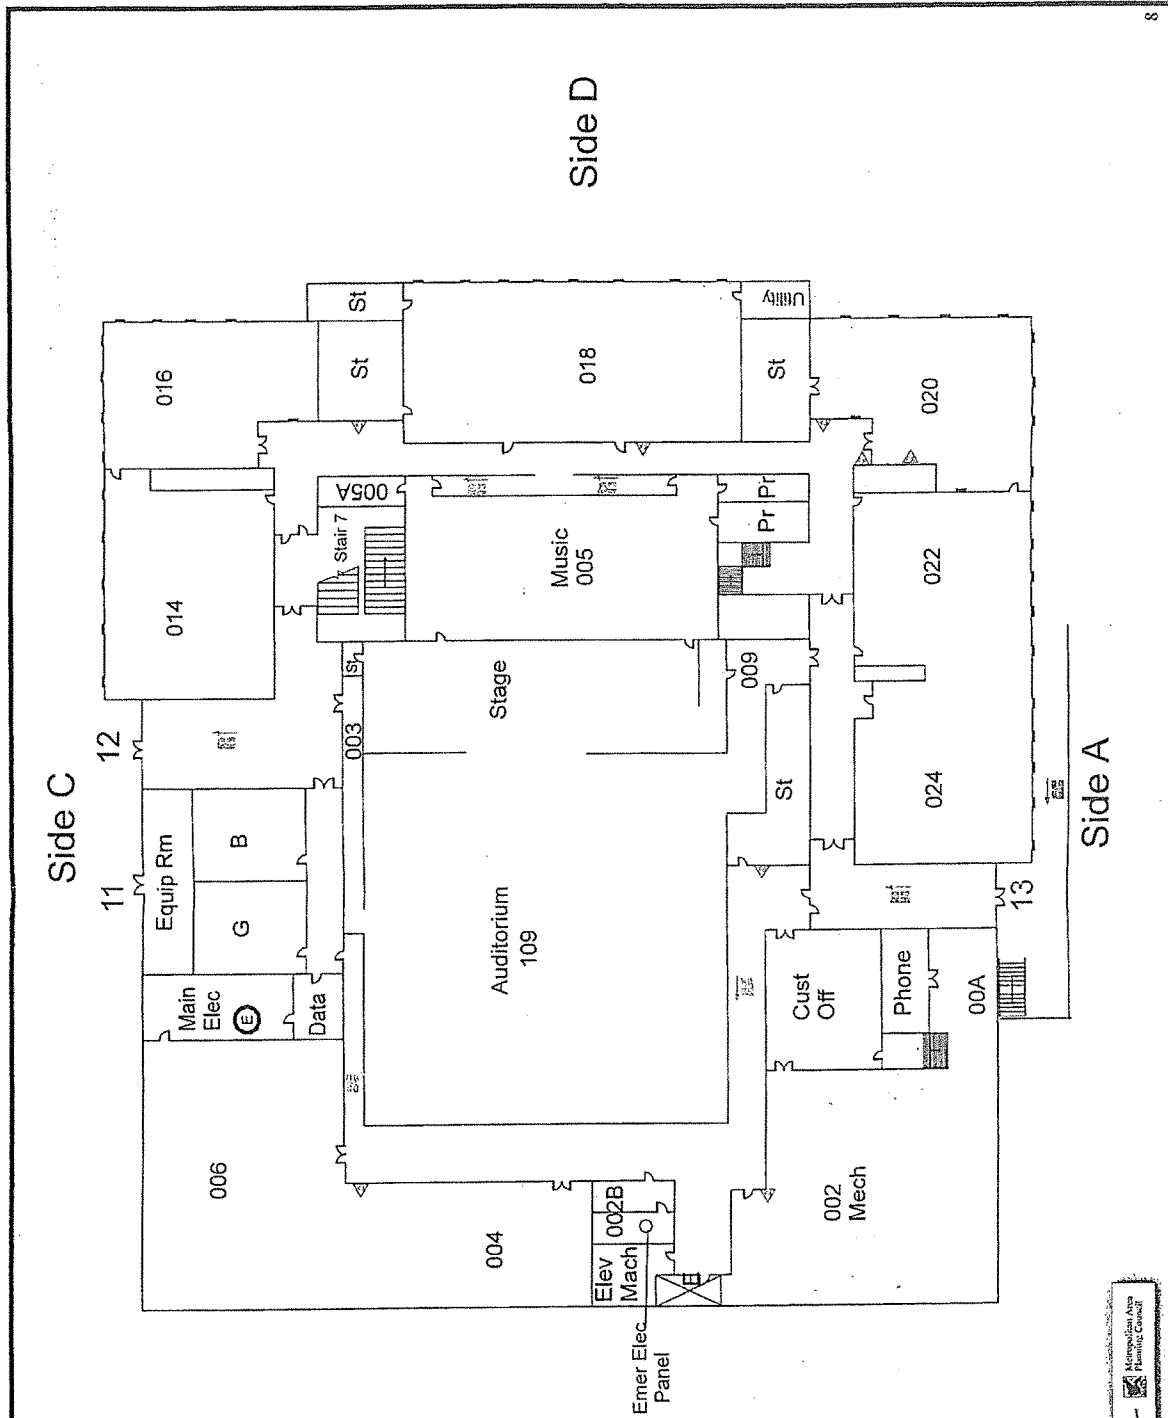 Side C
11
12
Equip Rm
014
016
Main
Elec
E
G
B
006
Data
Stair 7
003
St
005A
St
St
004
Auditorium
109
Stage
Music
005
018
Side D
Elev
Mach
002B
E
Emer Elec
Panel
009
Pr
Pr
St
St
Utility
Cust
Off
002
Mech
Phone
024
022
020
00A
13
Side A
Metropolitan Area
Planning Council
8